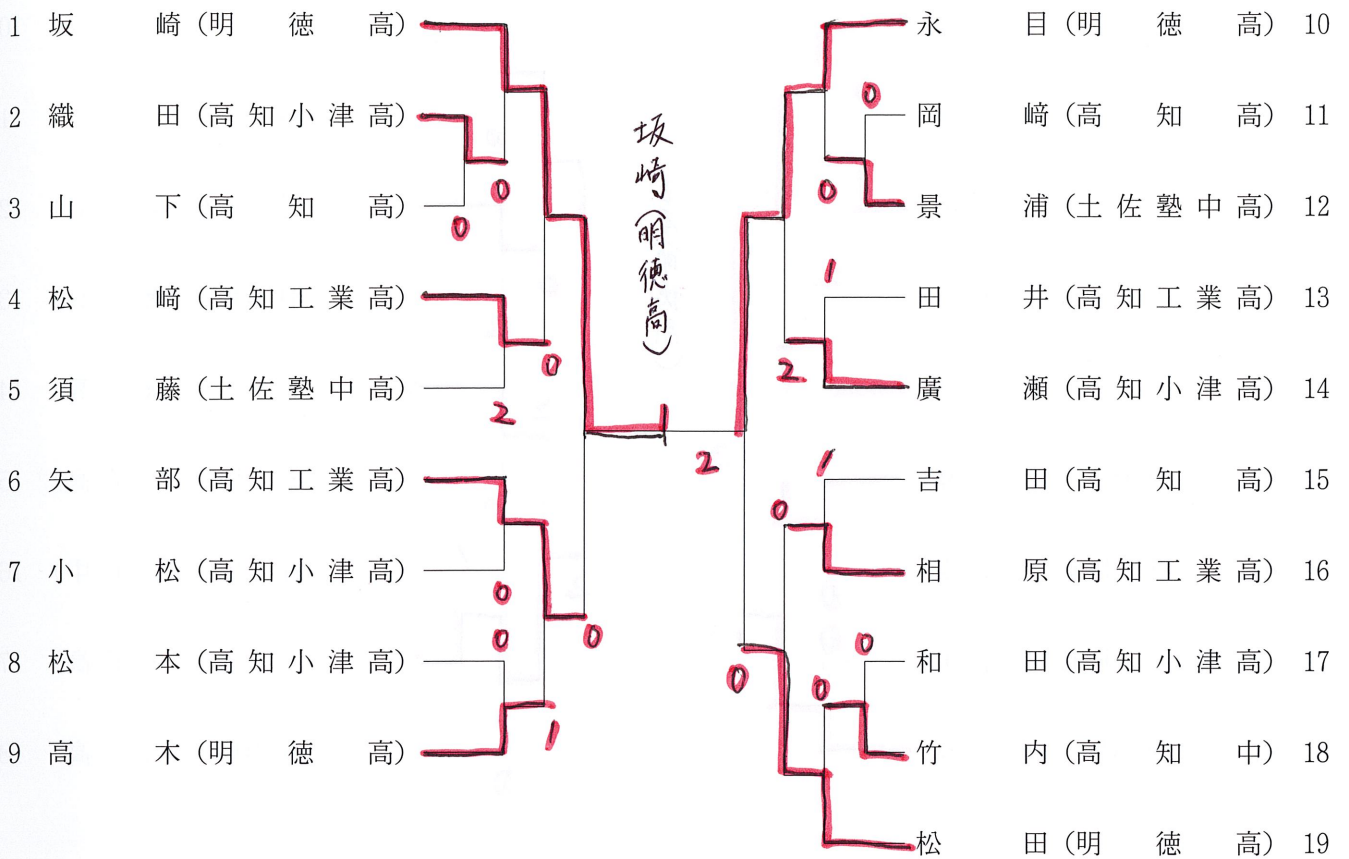 1 坂 崎 (明 徳 高)
2 織 田 (高 知 小 津 高)
0
3 山 下 (高 知 高)
0
4 松 﨑 (高 知 工 業 高)
0
5 須 藤 (土 佐 塾 中 高)
2
6 矢 部 (高 知 工 業 高)
7 小 松 (高 知 小 津 高)
0
0
0
8 松 本 (高 知 小 津 高)
9 高 木 (明 徳 高)
1
坂崎(明徳高)
1
2
永 目 (明 徳 高) 10
0
岡 﨑 (高 知 高) 11
0
景 浦 (土 佐 塾 中 高) 12
1
田 井 (高 知 工 業 高) 13
2
廣 瀬 (高 知 小 津 高) 14
1
吉 田 (高 知 高) 15
0
相 原 (高 知 工 業 高) 16
0
和 田 (高 知 小 津 高) 17
0
0
竹 内 (高 知 中) 18
松 田 (明 徳 高) 19